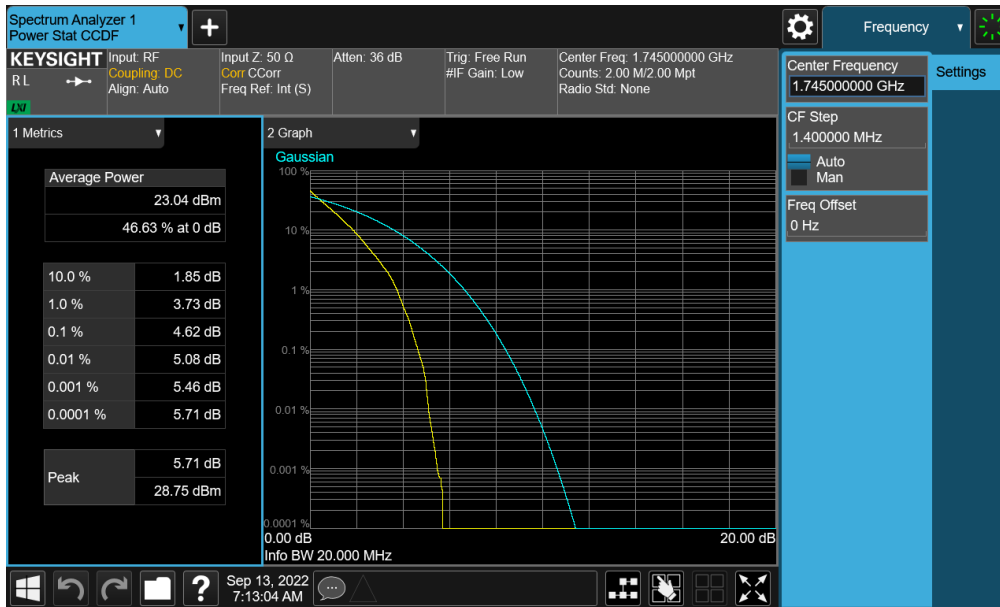 Spectrum Analyzer 1
Power Stat CCDF
Frequency
KEYSIGHT
R L
LXI
Input: RF
Coupling: DC
Align: Auto
Input Z: 50 Ω
Corr CCorr
Freq Ref: Int (S)
Atten: 36 dB
Trig: Free Run
#IF Gain: Low
Center Freq: 1.745000000 GHz
Counts: 2.00 M/2.00 Mpt
Radio Std: None
Center Frequency
1.745000000 GHz
Settings
CF Step
1.400000 MHz
Auto
Man
Freq Offset
0 Hz
1 Metrics
Average Power
23.04 dBm
46.63 % at 0 dB
10.0 % 1.85 dB
1.0 % 3.73 dB
0.1 % 4.62 dB
0.01 % 5.08 dB
0.001 % 5.46 dB
0.0001 % 5.71 dB
Peak
5.71 dB
28.75 dBm
2 Graph
Gaussian
100 %
10 %
1 %
0.1 %
0.01 %
0.001 %
0.0001 %
0.00 dB 20.00 dB
Info BW 20.000 MHz
?
Sep 13, 2022
7:13:04 AM